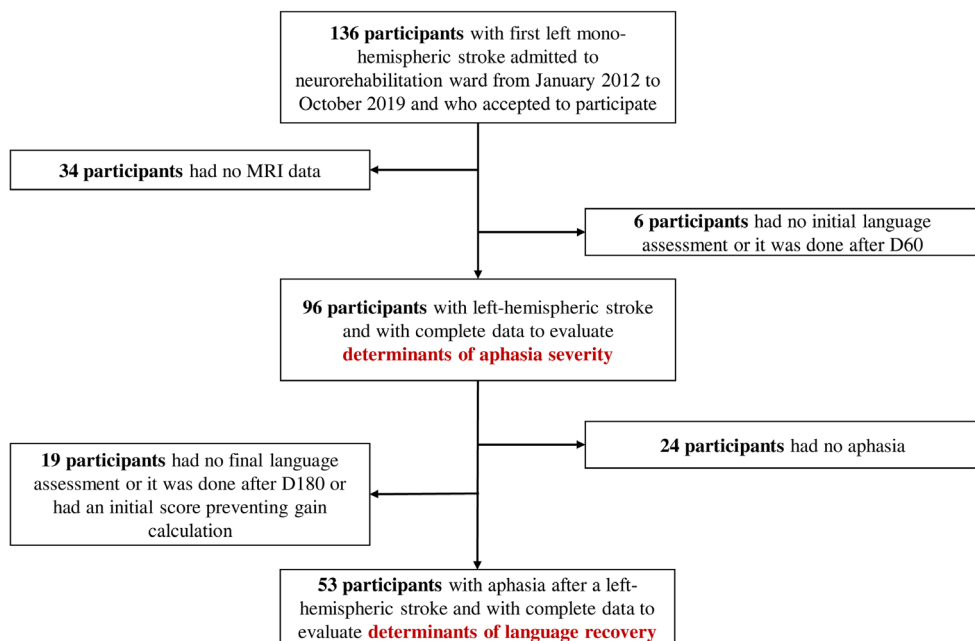 136 participants with first left mono-
hemispheric stroke admitted to
neurorehabilitation ward from January 2012 to
October 2019 and who accepted to participate
34 participants had no MRI data
6 participants had no initial language
assessment or it was done after D60
96 participants with left-hemispheric stroke
and with complete data to evaluate
determinants of aphasia severity
24 participants had no aphasia
19 participants had no final language
assessment or it was done after D180 or
had an initial score preventing gain
calculation
53 participants with aphasia after a left-
hemispheric stroke and with complete data to
evaluate determinants of language recovery